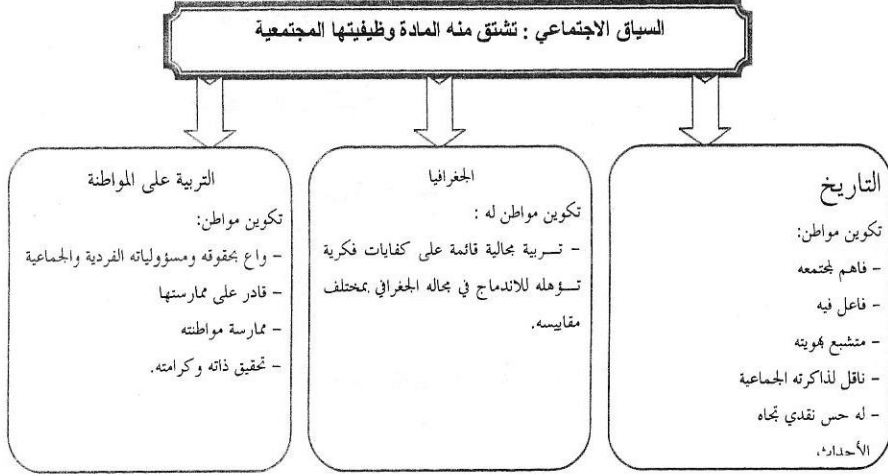 السياق الاجتماعي : تشتق منه المادة وظيفيتها المجتمعية
التاريخ
تكوين مواطن:
- فاهم لمجتمعه
- فاعل فيه
- متشبع بهويته
- ناقل لذاكرته الجماعية
- له حس نقدي تجاه
الأحداث.
الجغرافيا
تكوين مواطن له :
- تـــربية مجالية قائمة على كفايات فكرية
تـــؤهله للاندماج في مجاله الجغرافي بمختلف
مقاييسه.
التربية على المواطنة
تكوين مواطن:
- واع بحقوقه ومسؤولياته الفردية والجماعية
- قادر على ممارستها
- ممارسة مواطنته
- تحقيق ذاته وكرامته.